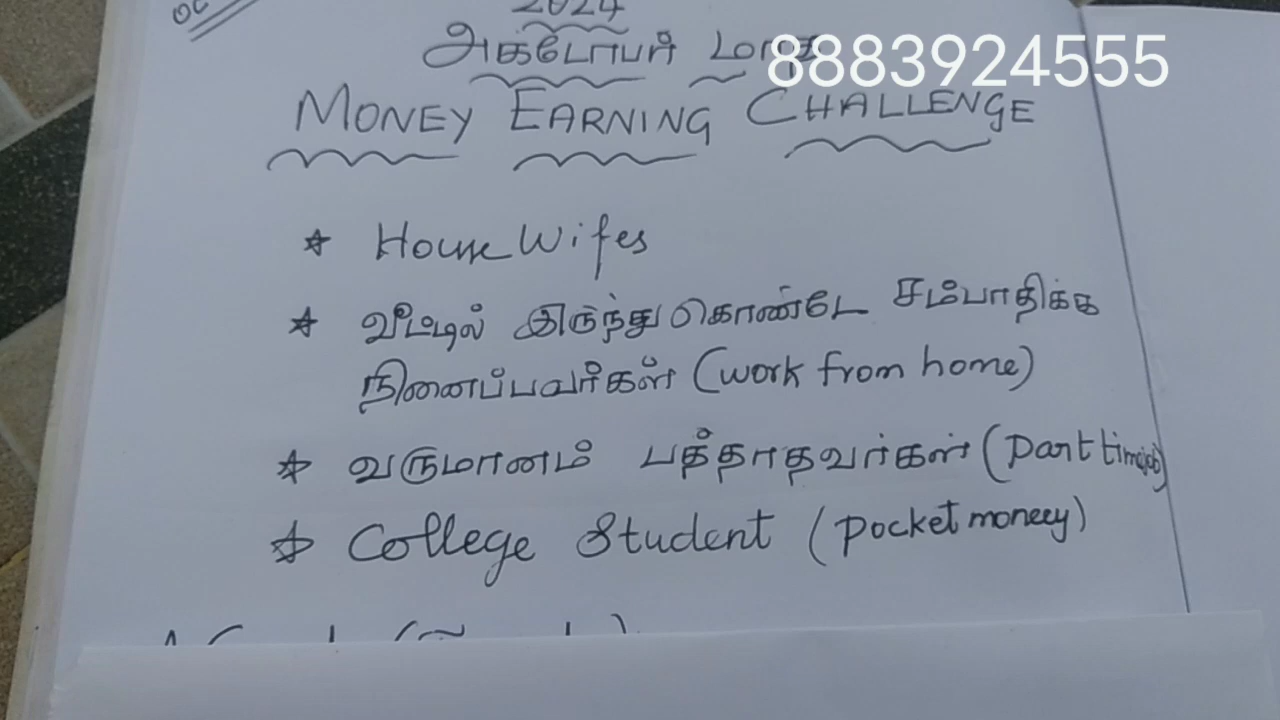 2024
அக்டோபர் மாத
8883924555
MONEY EARNING CHALLENGE
☆ House Wifes
☆ வீட்டில் இருந்து கொண்டே சம்பாதிக்க
நினைப்பவர்கள் (work from home)
☆ வருமானம் பத்தாதவர்கள் (Part time job)
☆ College Student (pocket money)